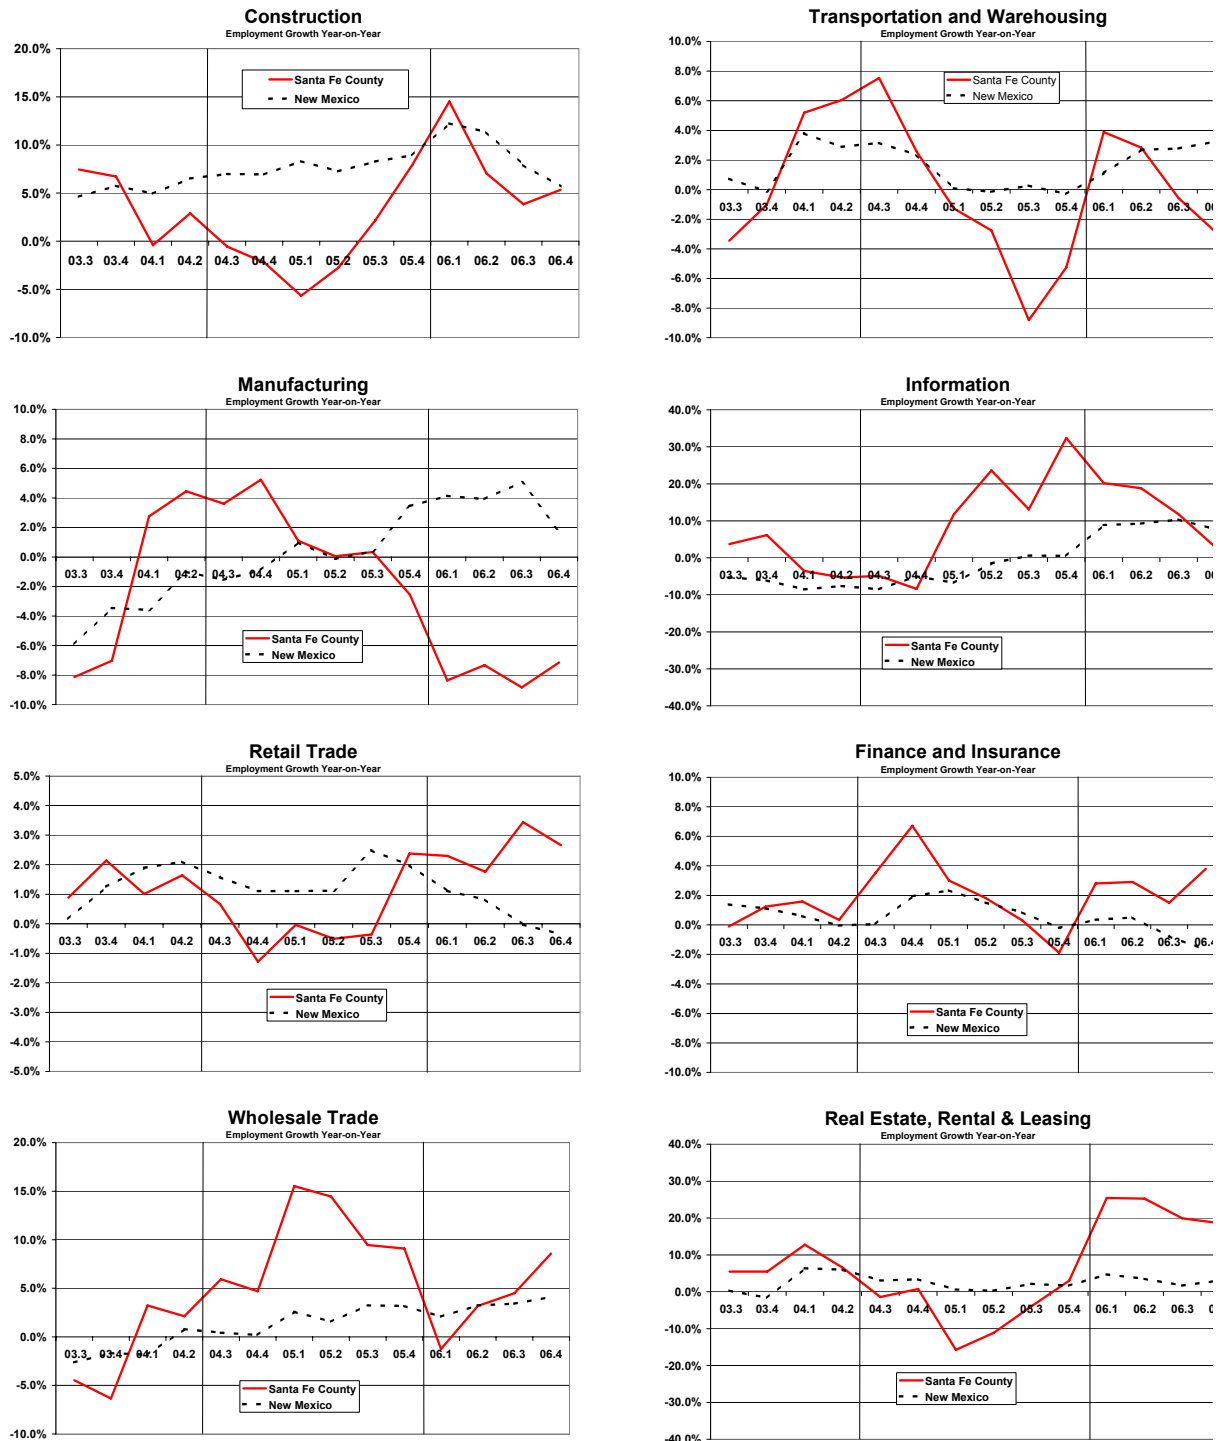 Construction
Employment Growth Year-on-Year
20.0%
15.0%
10.0%
5.0%
0.0%
-5.0%
-10.0%
Santa Fe County
New Mexico
03.3 03.4 04.1 04.2 04.3 04.4 05.1 05.2 05.3 05.4 06.1 06.2 06.3 06.4
Transportation and Warehousing
Employment Growth Year-on-Year
10.0%
8.0%
6.0%
4.0%
2.0%
0.0%
-2.0%
-4.0%
-6.0%
-8.0%
-10.0%
Santa Fe County
New Mexico
03.3 03.4 04.1 04.2 04.3 04.4 05.1 05.2 05.3 05.4 06.1 06.2 06.3
Manufacturing
Employment Growth Year-on-Year
10.0%
8.0%
6.0%
4.0%
2.0%
0.0%
-2.0%
-4.0%
-6.0%
-8.0%
-10.0%
03.3 03.4 04.1 04.2 04.3 04.4 05.1 05.2 05.3 05.4 06.1 06.2 06.3 06.4
Santa Fe County
New Mexico
Information
Employment Growth Year-on-Year
40.0%
30.0%
20.0%
10.0%
0.0%
-10.0%
-20.0%
-30.0%
-40.0%
03.3 03.4 04.1 04.2 04.3 04.4 05.1 05.2 05.3 05.4 06.1 06.2 06.3
Santa Fe County
New Mexico
Retail Trade
Employment Growth Year-on-Year
5.0%
4.0%
3.0%
2.0%
1.0%
0.0%
-1.0%
-2.0%
-3.0%
-4.0%
-5.0%
03.3 03.4 04.1 04.2 04.3 04.4 05.1 05.2 05.3 05.4 06.1 06.2 06.3 06.4
Santa Fe County
New Mexico
Finance and Insurance
Employment Growth Year-on-Year
10.0%
8.0%
6.0%
4.0%
2.0%
0.0%
-2.0%
-4.0%
-6.0%
-8.0%
-10.0%
03.3 03.4 04.1 04.2 04.3 04.4 05.1 05.2 05.3 05.4 06.1 06.2 06.3 06.4
Santa Fe County
New Mexico
Wholesale Trade
Employment Growth Year-on-Year
20.0%
15.0%
10.0%
5.0%
0.0%
-5.0%
-10.0%
03.3 03.4 04.1 04.2 04.3 04.4 05.1 05.2 05.3 05.4 06.1 06.2 06.3 06.4
Santa Fe County
New Mexico
Real Estate, Rental & Leasing
Employment Growth Year-on-Year
40.0%
30.0%
20.0%
10.0%
0.0%
-10.0%
-20.0%
-30.0%
-40.0%
03.3 03.4 04.1 04.2 04.3 04.4 05.1 05.2 05.3 05.4 06.1 06.2 06.3
Santa Fe County
New Mexico